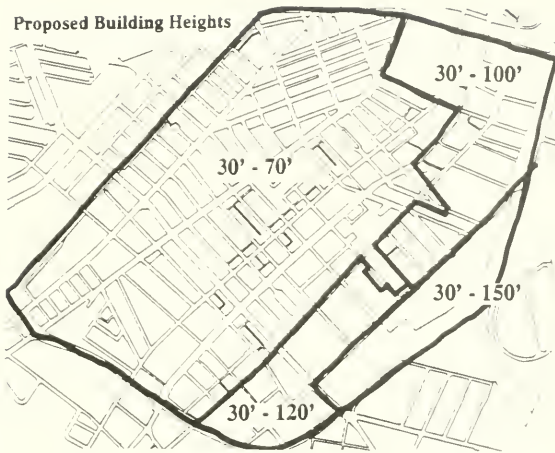 Proposed Building Heights
30' - 100'
30' - 70'
30' - 150'
30' - 120'